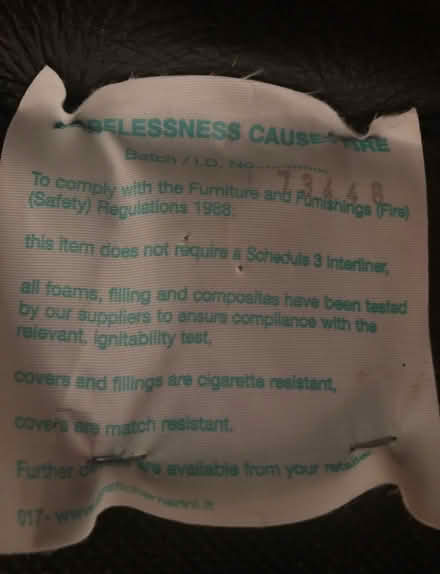 CARELESSNESS CAUSES FIRE
Batch / I.D. No.............
73448
To comply with the Furniture and Furnishings (Fire)
(Safety) Regulations 1988:
this item does not require a Schedule 3 interliner,
all foams, filling and composites have been tested
by our suppliers to ensure compliance with the
relevant, ignitability test,
covers and fillings are cigarette resistant,
covers are match resistant.
Further are available from your retailer
017-